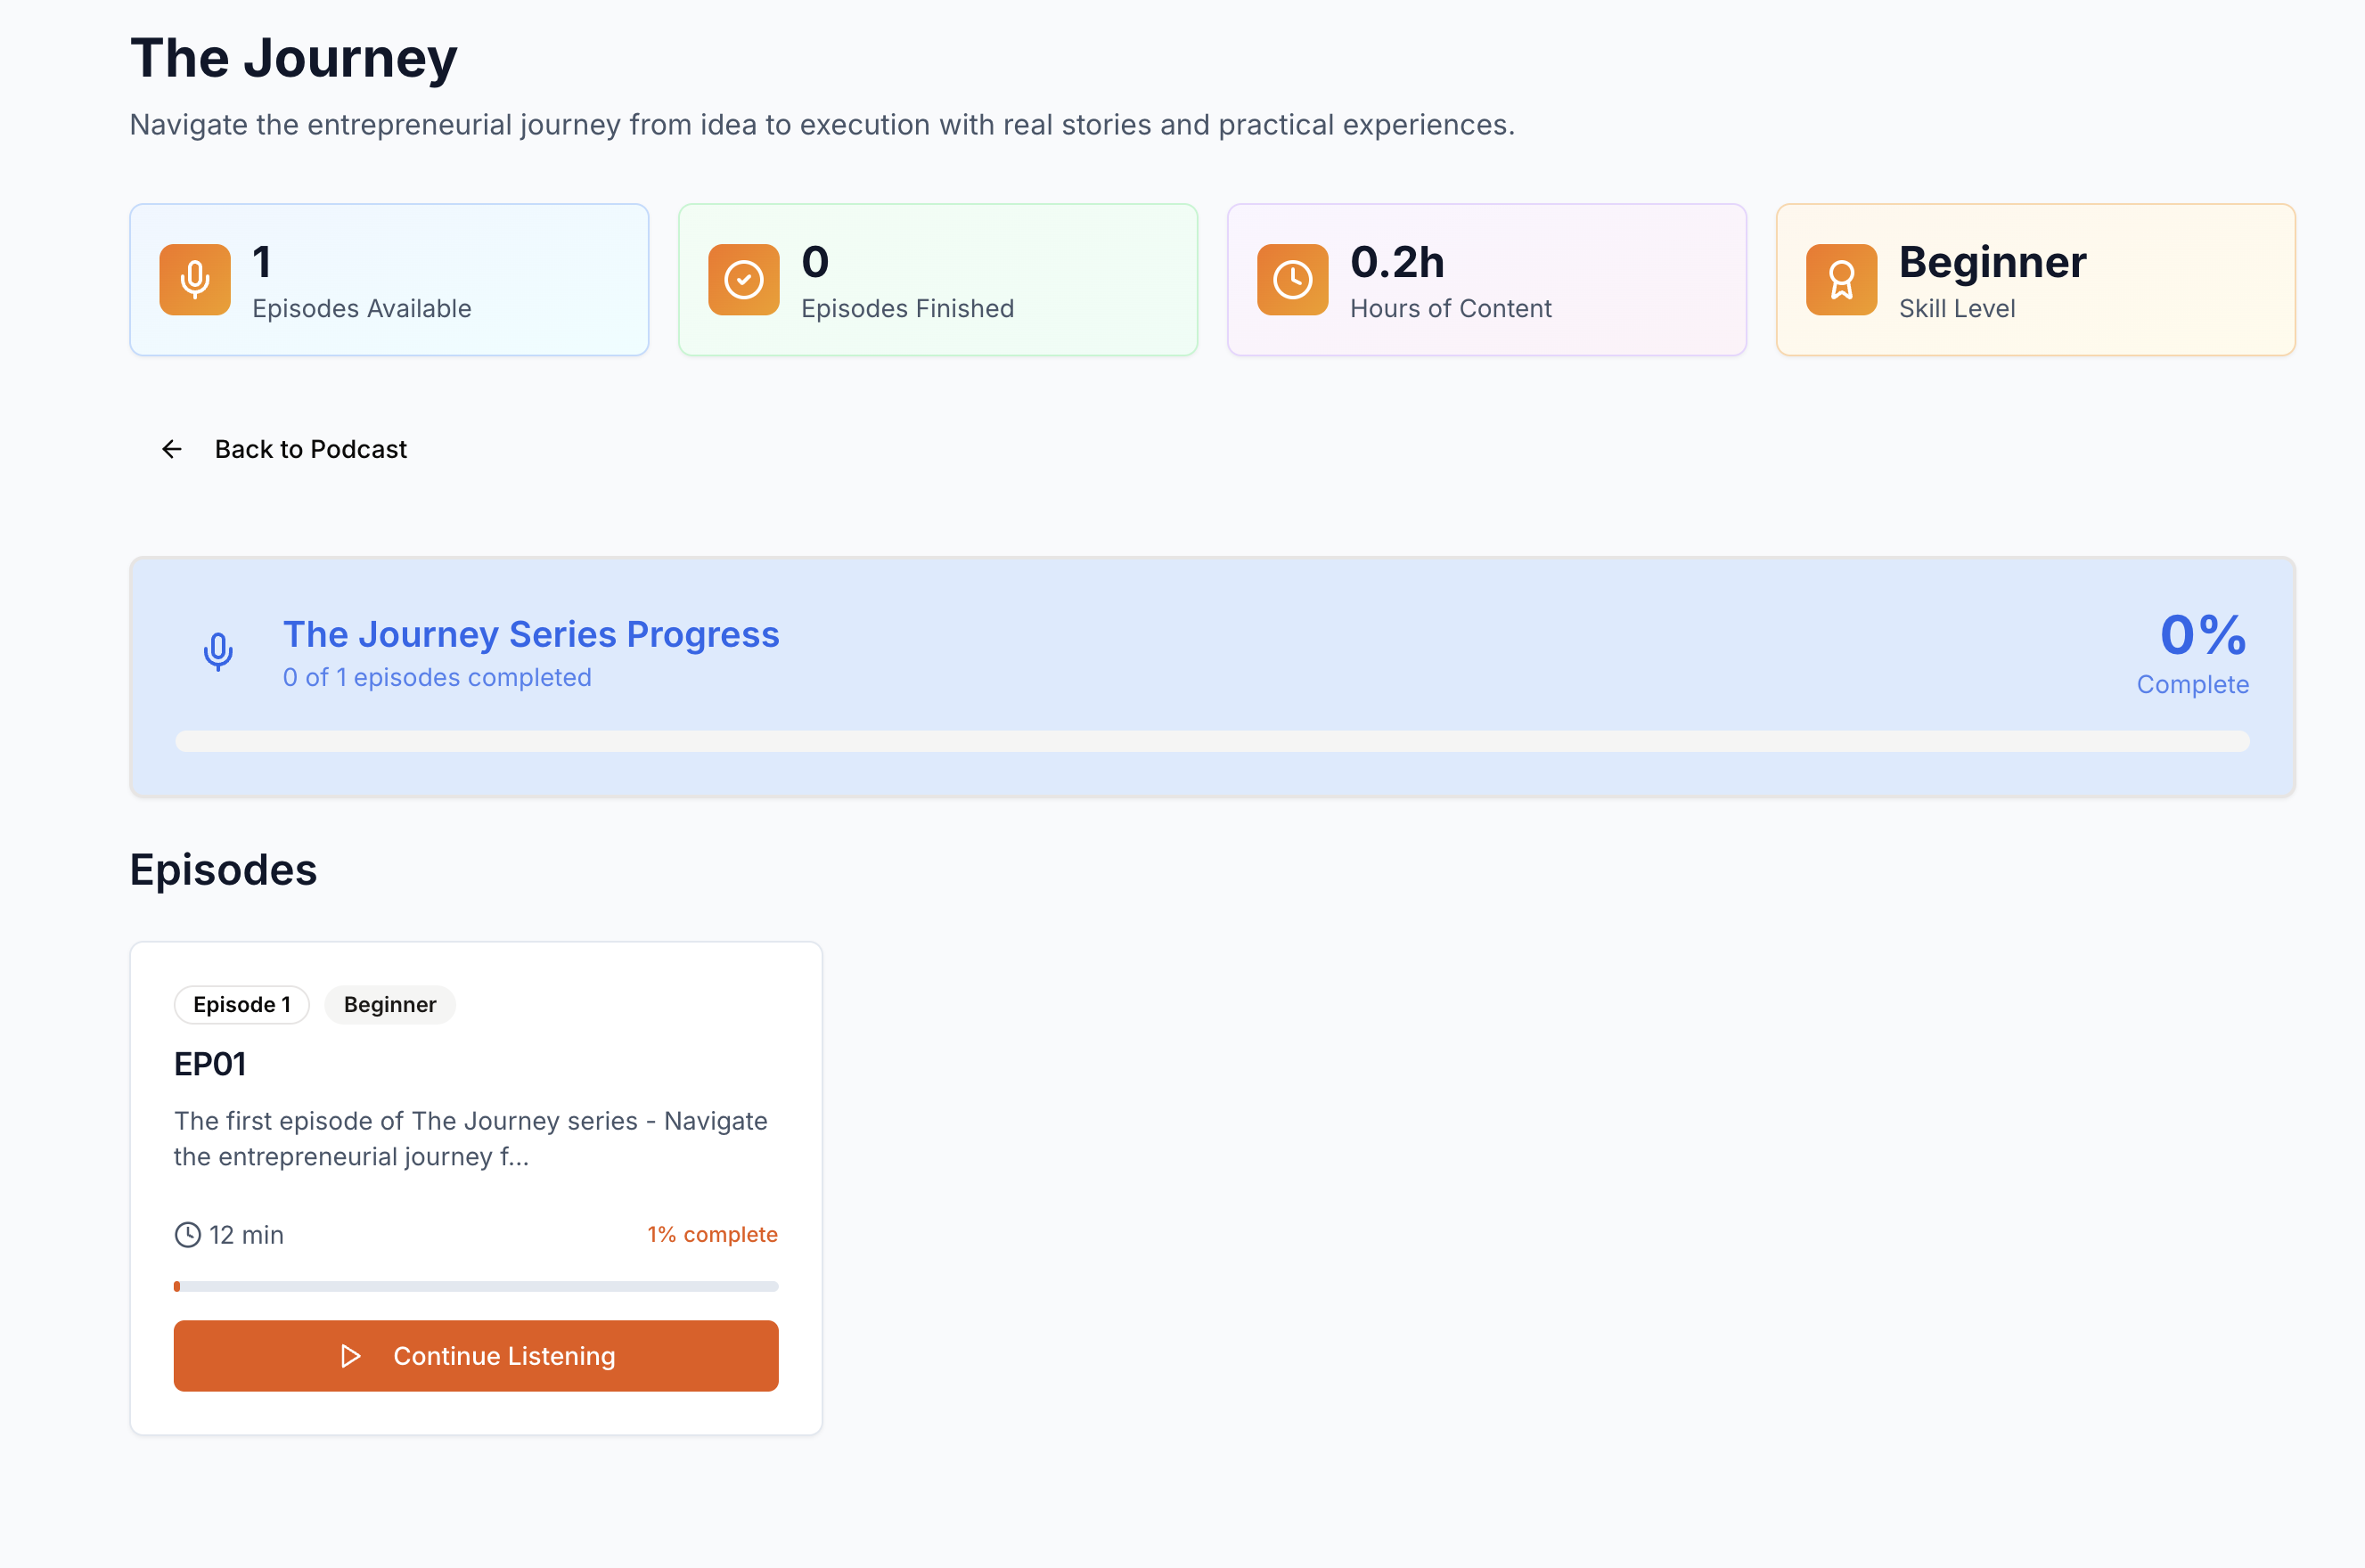 The Journey
Navigate the entrepreneurial journey from idea to execution with real stories and practical experiences.
1
Episodes Available
0
Episodes Finished
0.2h
Hours of Content
Beginner
Skill Level
Back to Podcast
The Journey Series Progress
0 of 1 episodes completed
0%
Complete
Episodes
Episode 1
Beginner
EP01
The first episode of The Journey series - Navigate
the entrepreneurial journey f...
12 min
1% complete
Continue Listening